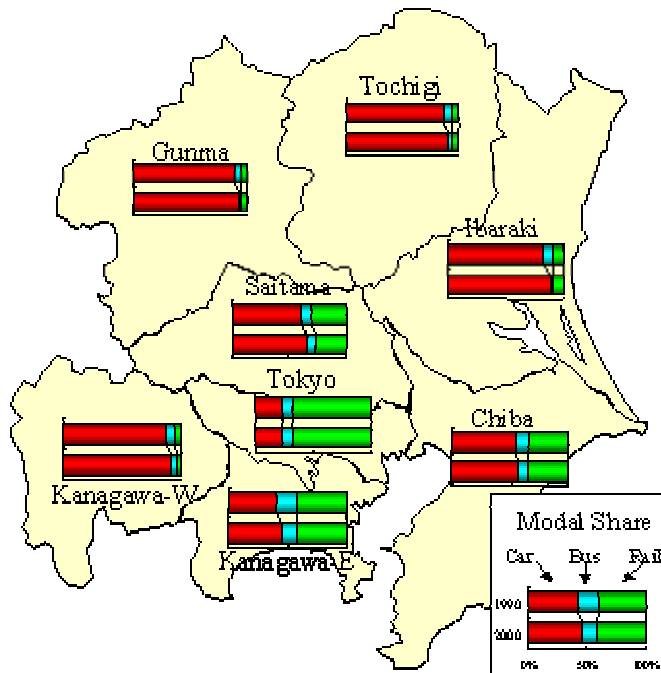 Tochigi
Gunma
Ibaraki
Saitama
Tokyo
Chiba
Kanagawa-W
Kanagawa-E
Modal Share
Car Bus Rail
1990
2000
0% 50% 100%